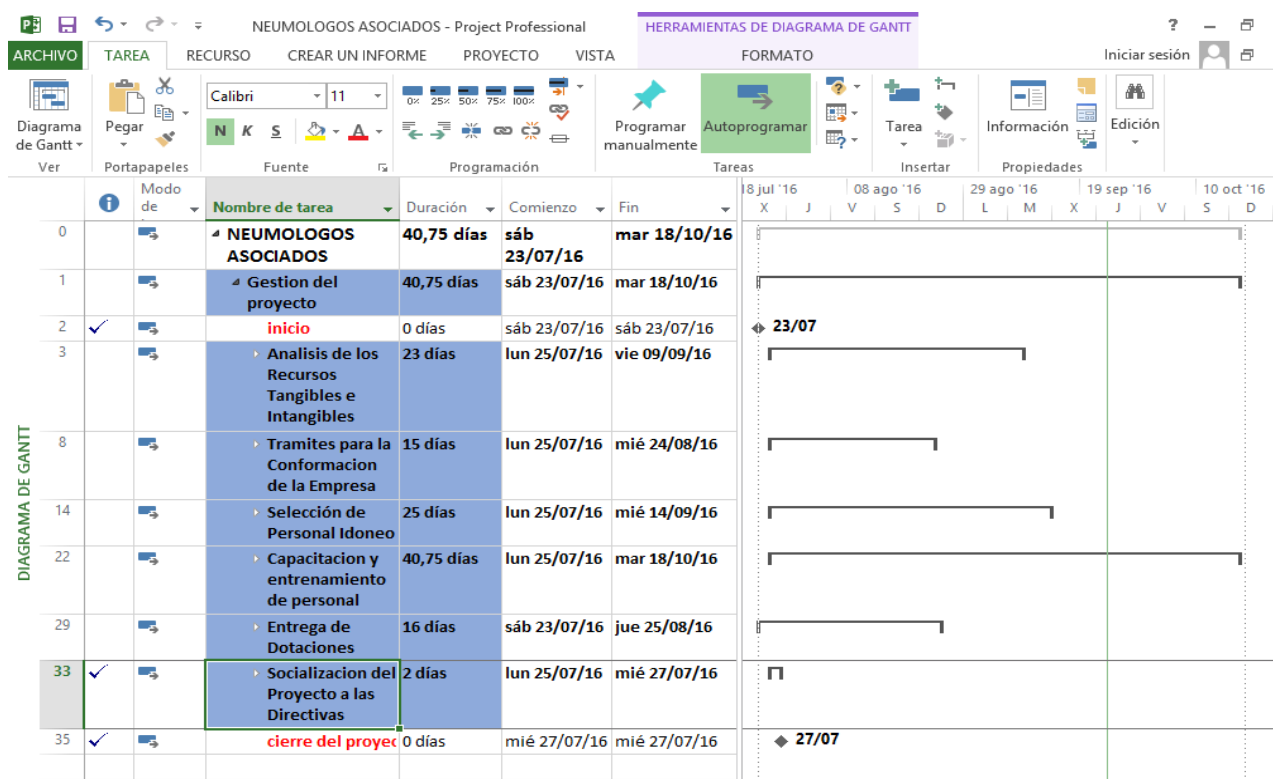 NEUMOLOGOS ASOCIADOS - Project Professional
HERRAMIENTAS DE DIAGRAMA DE GANTT
?
ARCHIVO TAREA RECURSO CREAR UN INFORME PROYECTO VISTA FORMATO Iniciar sesión
Calibri 11
0% 25% 50% 75% 100%
N K S A
Diagrama de Gantt
Pegar
Programar manualmente
Autoprogramar
Tarea
Información
Edición
Ver Portapapeles Fuente Programación Tareas Insertar Propiedades
Modo de Nombre de tarea Duración Comienzo Fin
18 jul '16 08 ago '16 29 ago '16 19 sep '16 10 oct '16
X J V S D L M X J V S D
0 NEUMOLOGOS 40,75 días sáb mar 18/10/16
ASOCIADOS 23/07/16
1 Gestion del 40,75 días sáb 23/07/16 mar 18/10/16
proyecto
2 inicio 0 días sáb 23/07/16 sáb 23/07/16 23/07
3 Analisis de los 23 días lun 25/07/16 vie 09/09/16
Recursos
Tangibles e
Intangibles
8 Tramites para la 15 días lun 25/07/16 mié 24/08/16
Conformacion
de la Empresa
14 Selección de 25 días lun 25/07/16 mié 14/09/16
Personal Idoneo
22 Capacitacion y 40,75 días lun 25/07/16 mar 18/10/16
entrenamiento
de personal
29 Entrega de 16 días sáb 23/07/16 jue 25/08/16
Dotaciones
33 Socializacion del 2 días lun 25/07/16 mié 27/07/16
Proyecto a las
Directivas
35 cierre del proyec 0 días mié 27/07/16 mié 27/07/16 27/07
DIAGRAMA DE GANTT